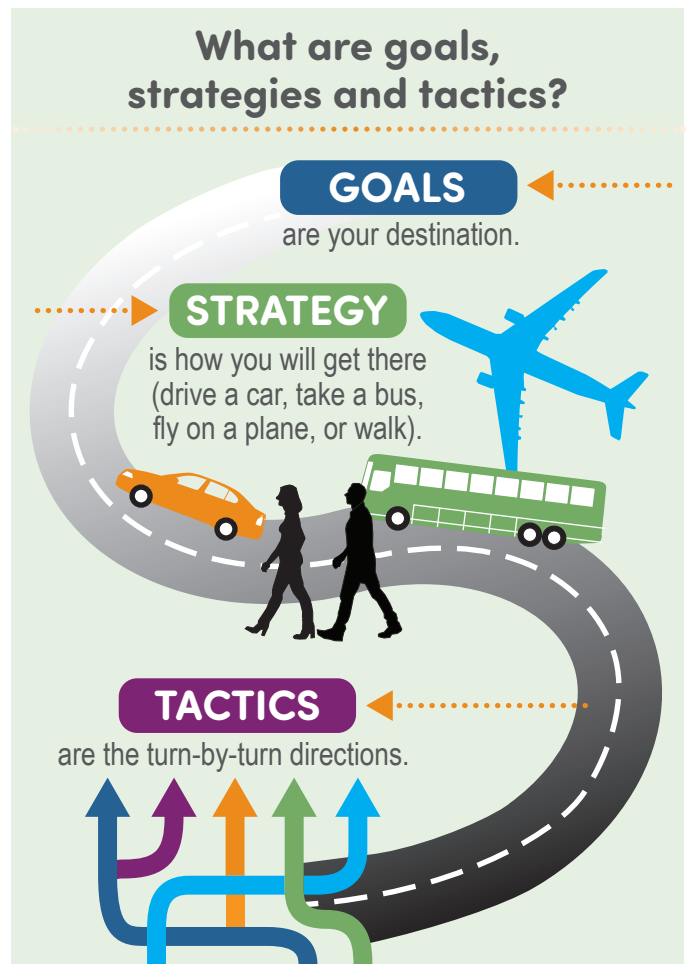 What are goals,
strategies and tactics?
GOALS
are your destination.
STRATEGY
is how you will get there
(drive a car, take a bus,
fly on a plane, or walk).
TACTICS
are the turn-by-turn directions.